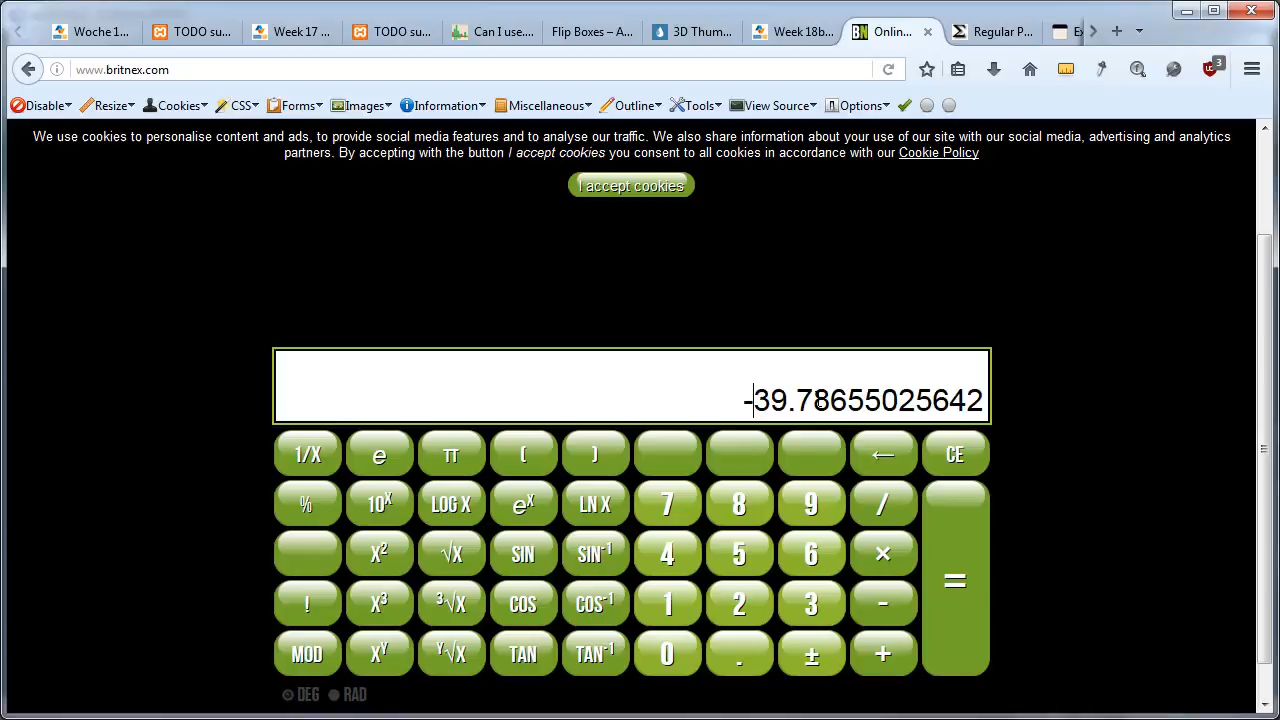 Woche 1...
TODO su...
Week 17 ...
TODO su...
Can I use....
Flip Boxes – A...
3D Thum...
Week 18b...
BN Onlin...
Regular P...
Ex
www.britnex.com
3
Disable
Resize
Cookies
CSS
Forms
Images
Information
Miscellaneous
Outline
Tools
View Source
Options
We use cookies to personalise content and ads, to provide social media features and to analyse our traffic. We also share information about your use of our site with our social media, advertising and analytics
partners. By accepting with the button I accept cookies you consent to all cookies in accordance with our Cookie Policy
I accept cookies
-39.78655025642
1/X e π ( ) ← CE
% 10ˣ LOG X eˣ LN X 7 8 9 /
X² √X SIN SIN⁻¹ 4 5 6 × =
! X³ ³√X COS COS⁻¹ 1 2 3 -
MOD Xʸ ʸ√X TAN TAN⁻¹ 0 . ± +
DEG RAD